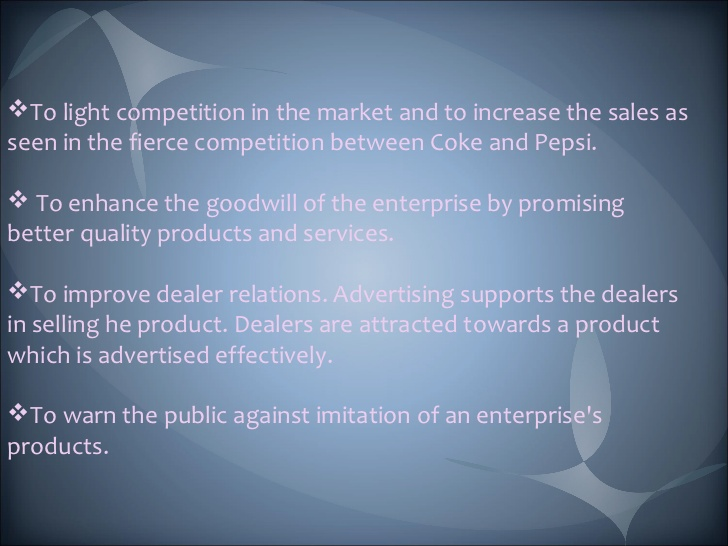 ❖To light competition in the market and to increase the sales as
seen in the fierce competition between Coke and Pepsi.
❖ To enhance the goodwill of the enterprise by promising
better quality products and services.
❖To improve dealer relations. Advertising supports the dealers
in selling he product. Dealers are attracted towards a product
which is advertised effectively.
❖To warn the public against imitation of an enterprise's
products.